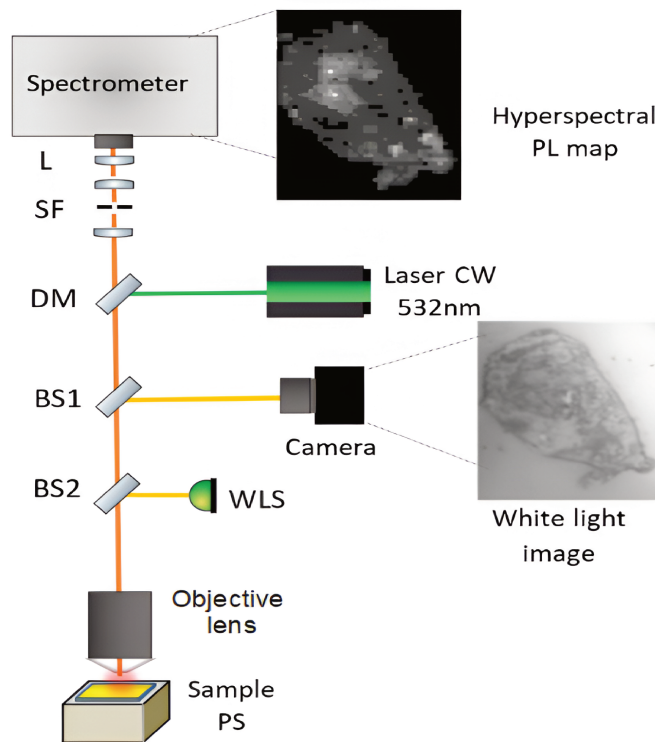 Spectrometer
Hyperspectral
PL map
L
SF
DM
Laser CW
532nm
BS1
Camera
BS2
WLS
White light
image
Objective
lens
Sample
PS